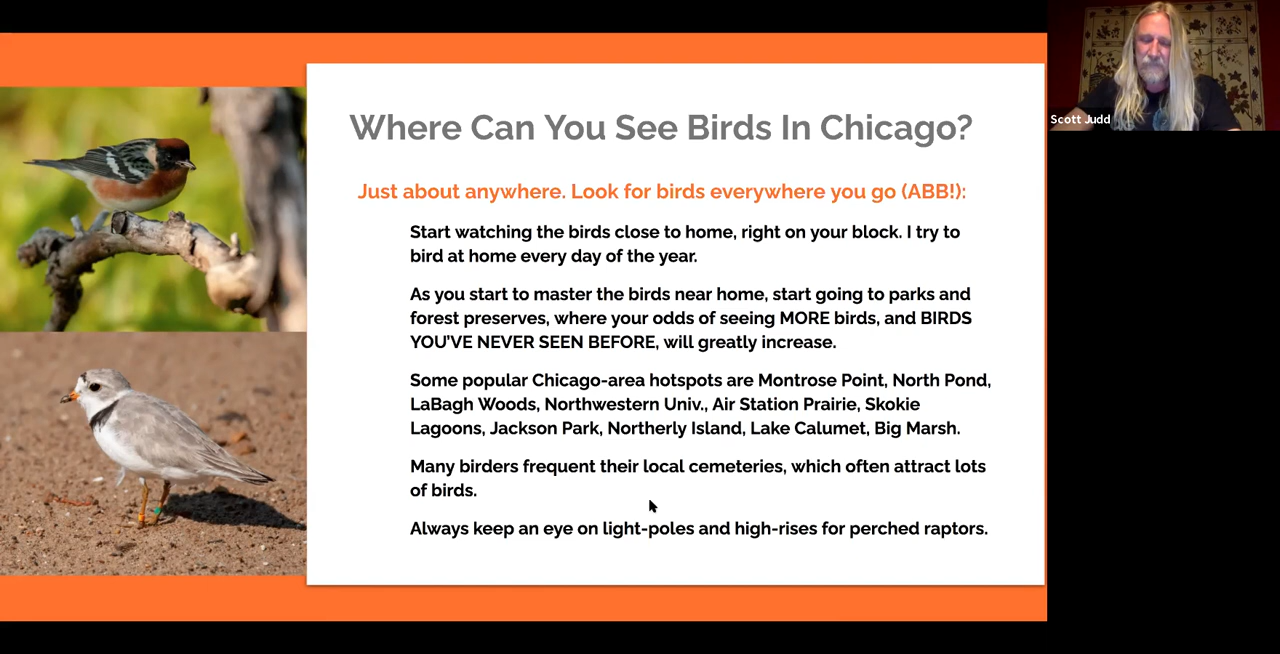 Where Can You See Birds In Chicago?
Just about anywhere. Look for birds everywhere you go (ABB!):
Start watching the birds close to home, right on your block. I try to
bird at home every day of the year.
As you start to master the birds near home, start going to parks and
forest preserves, where your odds of seeing MORE birds, and BIRDS
YOU'VE NEVER SEEN BEFORE, will greatly increase.
Some popular Chicago-area hotspots are Montrose Point, North Pond,
LaBagh Woods, Northwestern Univ., Air Station Prairie, Skokie
Lagoons, Jackson Park, Northerly Island, Lake Calumet, Big Marsh.
Many birders frequent their local cemeteries, which often attract lots
of birds.
Always keep an eye on light-poles and high-rises for perched raptors.
Scott Judd